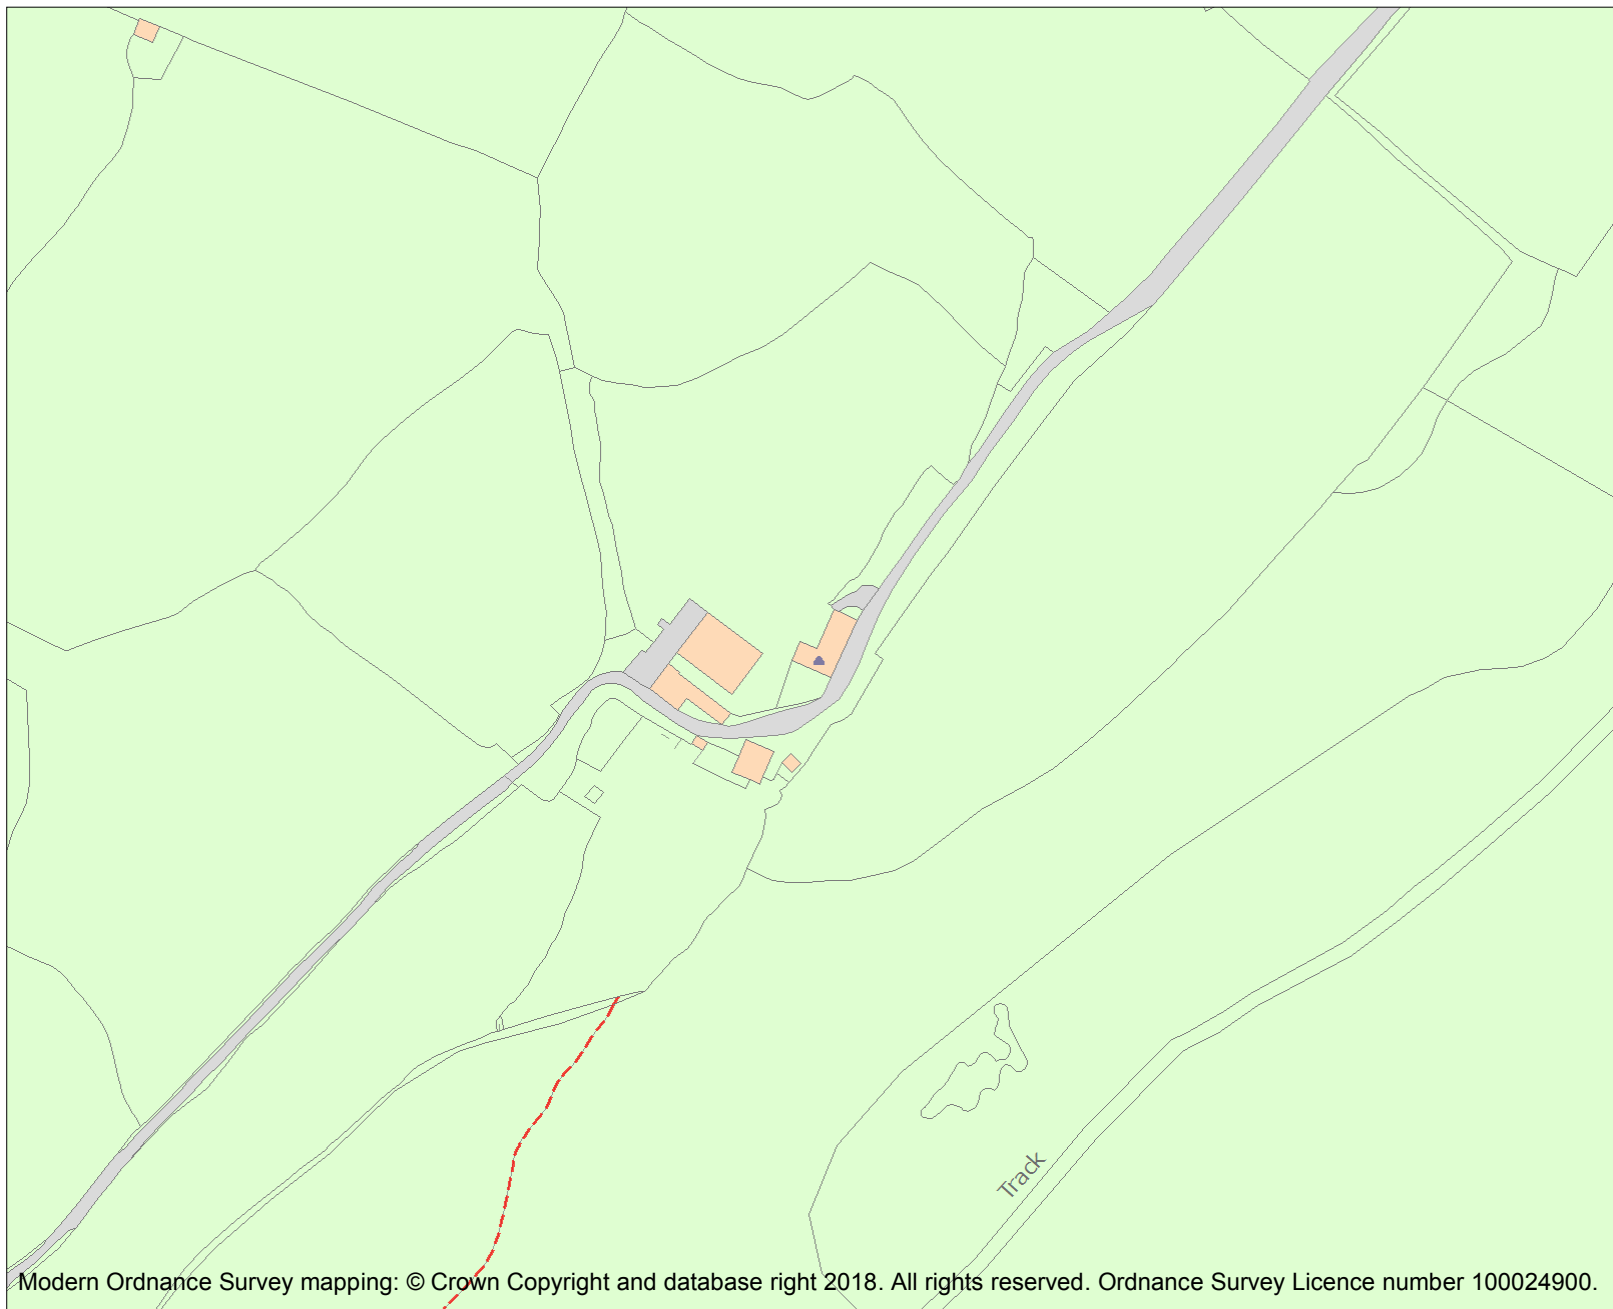 Track
Modern Ordnance Survey mapping: © Crown Copyright and database right 2018. All rights reserved. Ordnance Survey Licence number 100024900.